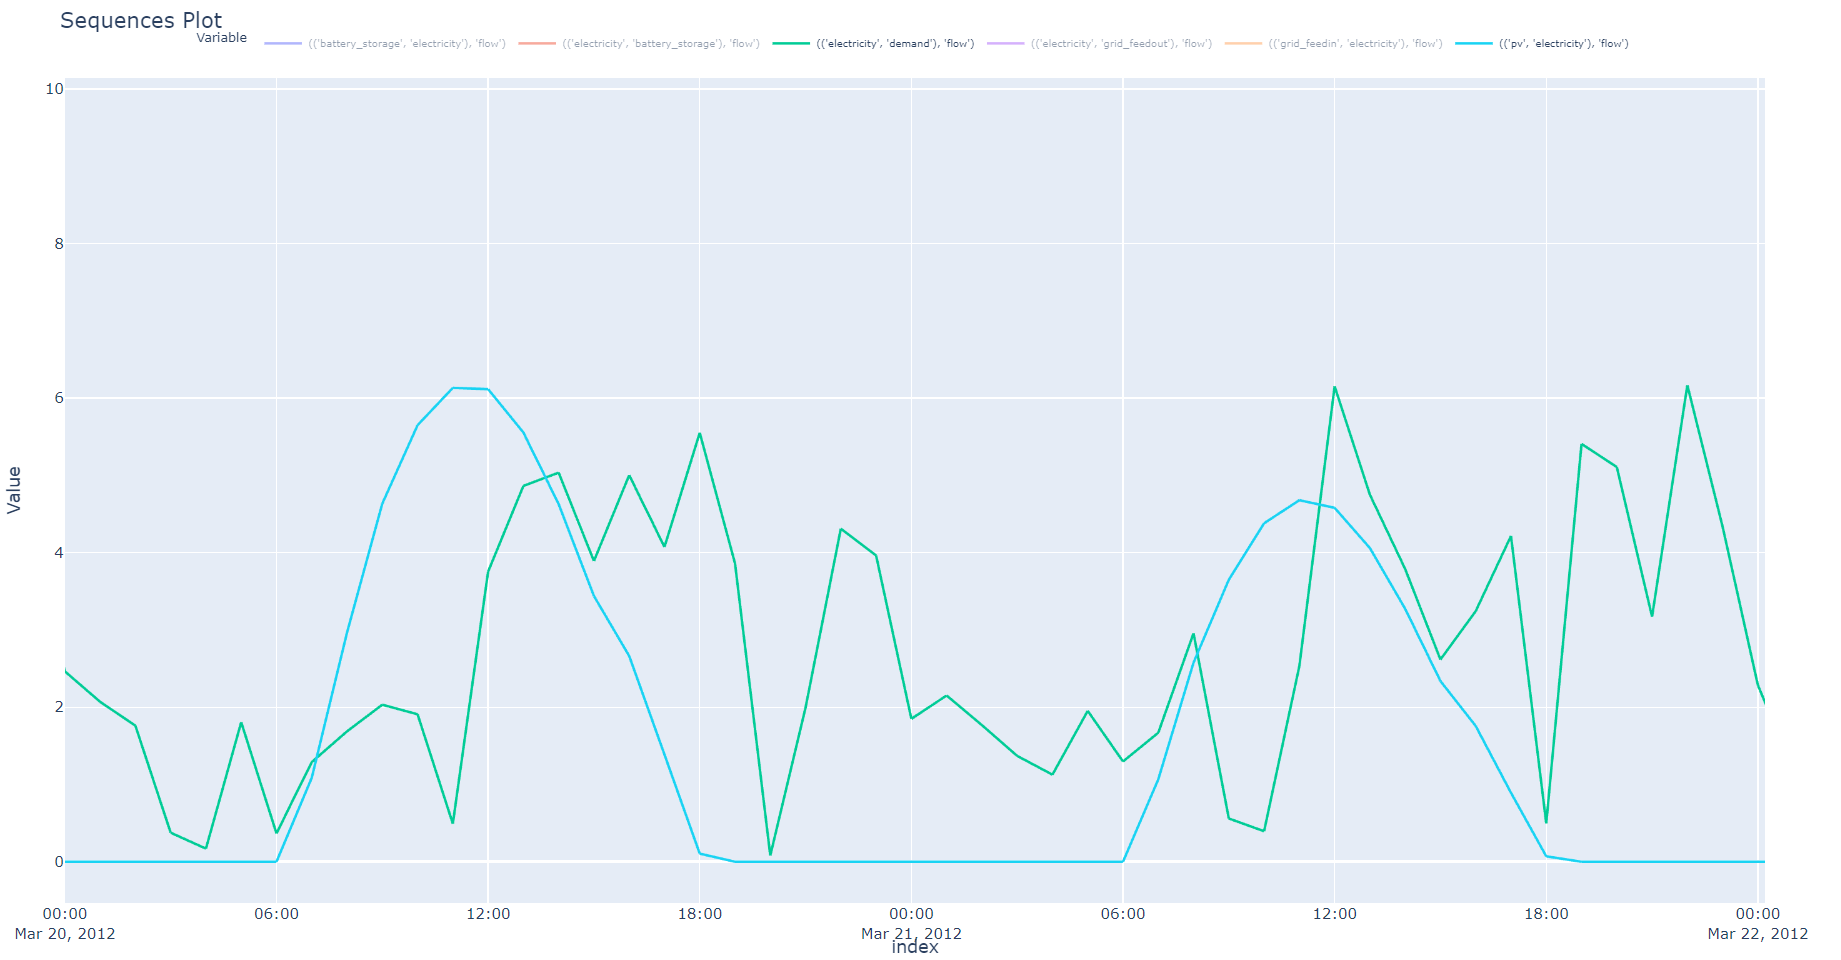 Sequences Plot
Variable
(('battery_storage', 'electricity'), 'flow')
(('electricity', 'battery_storage'), 'flow')
(('electricity', 'demand'), 'flow')
(('electricity', 'grid_feedout'), 'flow')
(('grid_feedin', 'electricity'), 'flow')
(('pv', 'electricity'), 'flow')
10
8
6
4
2
0
Value
00:00
Mar 20, 2012
06:00
12:00
18:00
00:00
Mar 21, 2012
06:00
12:00
18:00
00:00
Mar 22, 2012
index